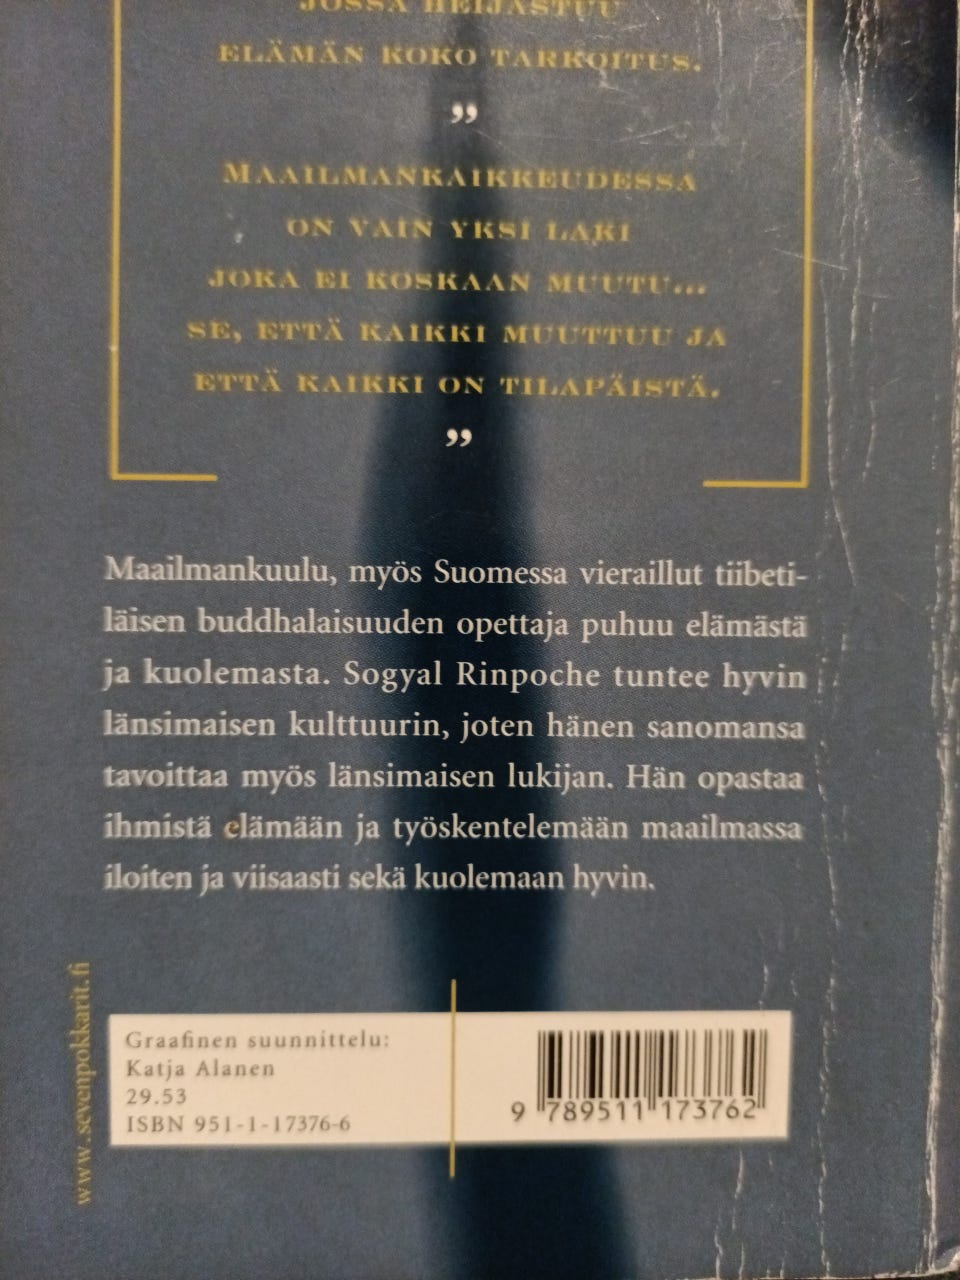 JOSSA HEIJASTUU
ELÄMÄN KOKO TARKOITUS.
”
MAAILMANKAIKKEUDESSA
ON VAIN YKSI LAKI
JOKA EI KOSKAAN MUUTU...
SE, ETTÄ KAIKKI MUUTTUU JA
ETTÄ KAIKKI ON TILAPÄISTÄ.
”
Maailmankuulu, myös Suomessa vieraillut tiibeti-
läisen buddhalaisuuden opettaja puhuu elämästä
ja kuolemasta. Sogyal Rinpoche tuntee hyvin
länsimaisen kulttuurin, joten hänen sanomansa
tavoittaa myös länsimaisen lukijan. Hän opastaa
ihmistä elämään ja työskentelemään maailmassa
iloiten ja viisaasti sekä kuolemaan hyvin.
www.sevenpokkarit.fi
Graafinen suunnittelu:
Katja Alanen
29.53
ISBN 951-1-17376-6
9 789511 173762